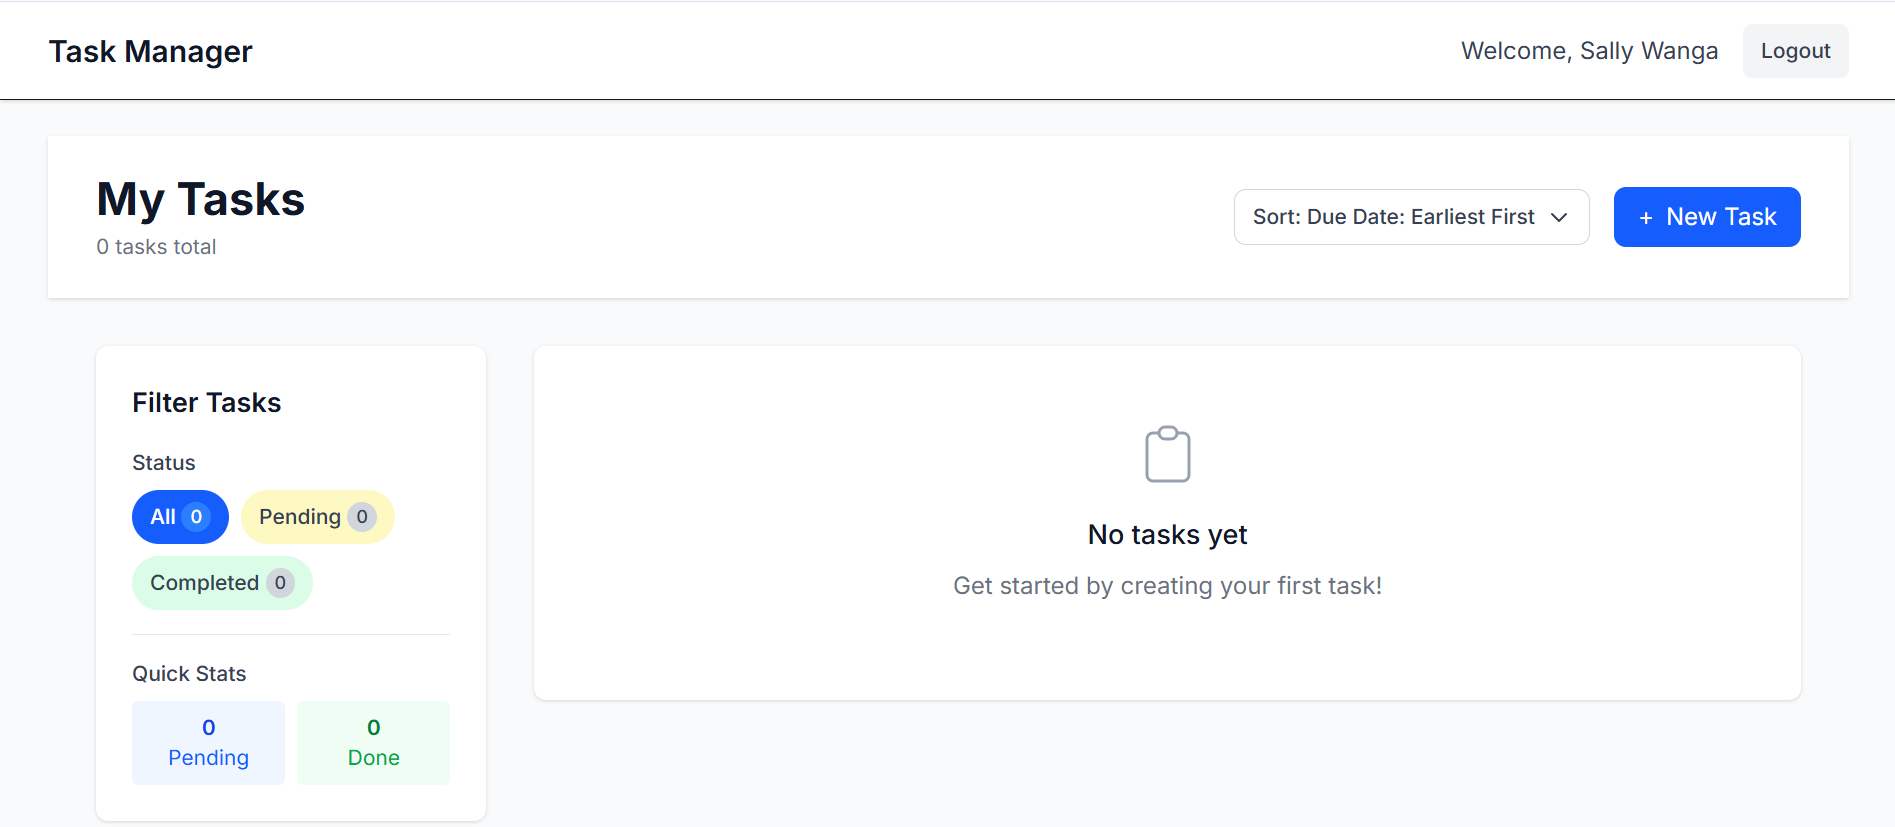 Task Manager
Welcome, Sally Wanga
Logout
My Tasks
0 tasks total
Sort: Due Date: Earliest First
+ New Task
Filter Tasks
Status
All 0
Pending 0
Completed 0
Quick Stats
0
Pending
0
Done
No tasks yet
Get started by creating your first task!